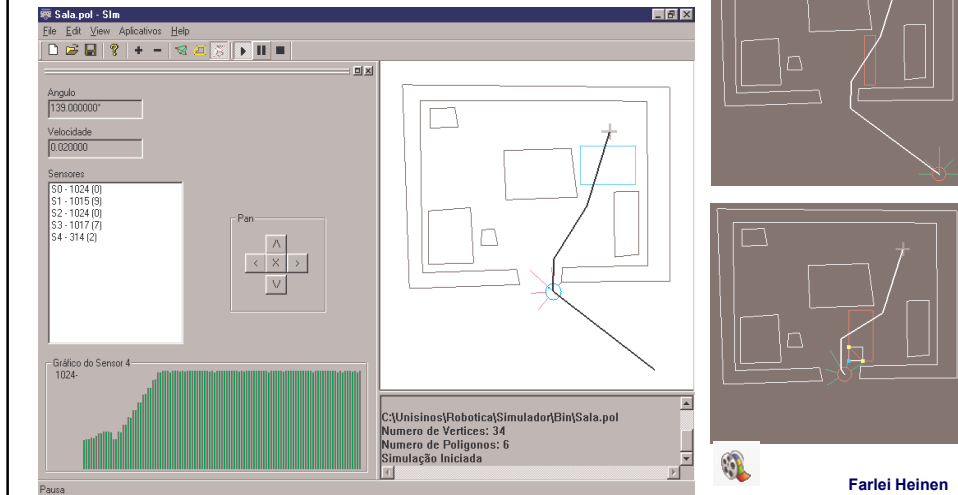 Sala.pol - SIm
File Edit View Aplicativos Help
Angulo
139.000000°
Velocidade
0.020000
Sensores
S0 - 1024 (0)
S1 - 1015 (9)
S2 - 1024 (0)
S3 - 1017 (7)
S4 - 314 (2)
Pan
Gráfico do Sensor 4
1024-
C:\Unisinos\Robotica\Simulador\Bin\Sala.pol
Numero de Vertices: 34
Numero de Poligonos: 6
Simulação Iniciada
Pausa
Farlei Heinen